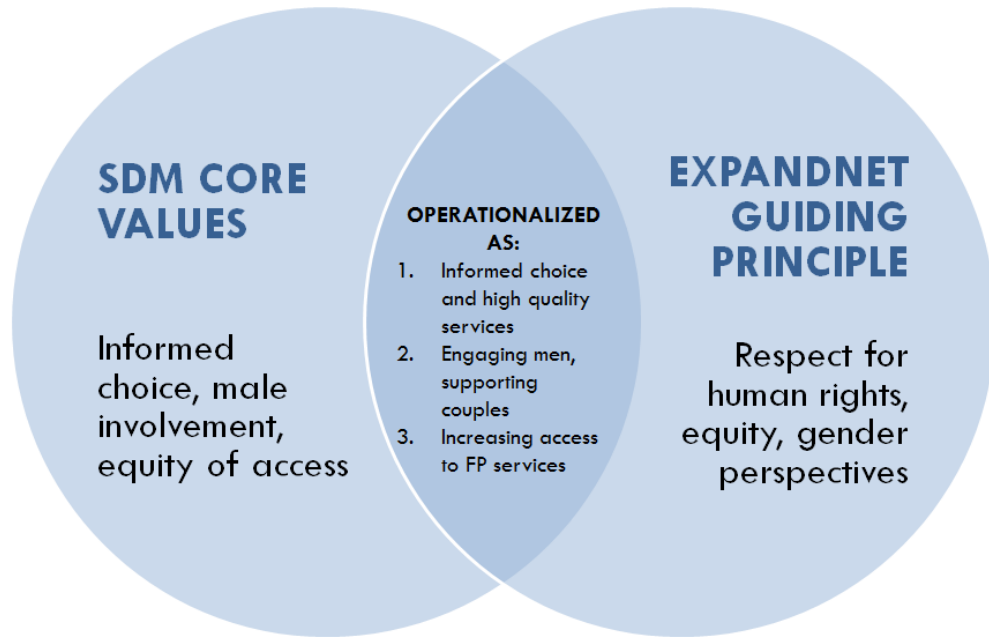 SDM CORE
VALUES
Informed
choice, male
involvement,
equity of access
OPERATIONALIZED
AS:
1. Informed choice
and high quality
services
2. Engaging men,
supporting
couples
3. Increasing access
to FP services
EXPANDNET
GUIDING
PRINCIPLE
Respect for
human rights,
equity, gender
perspectives